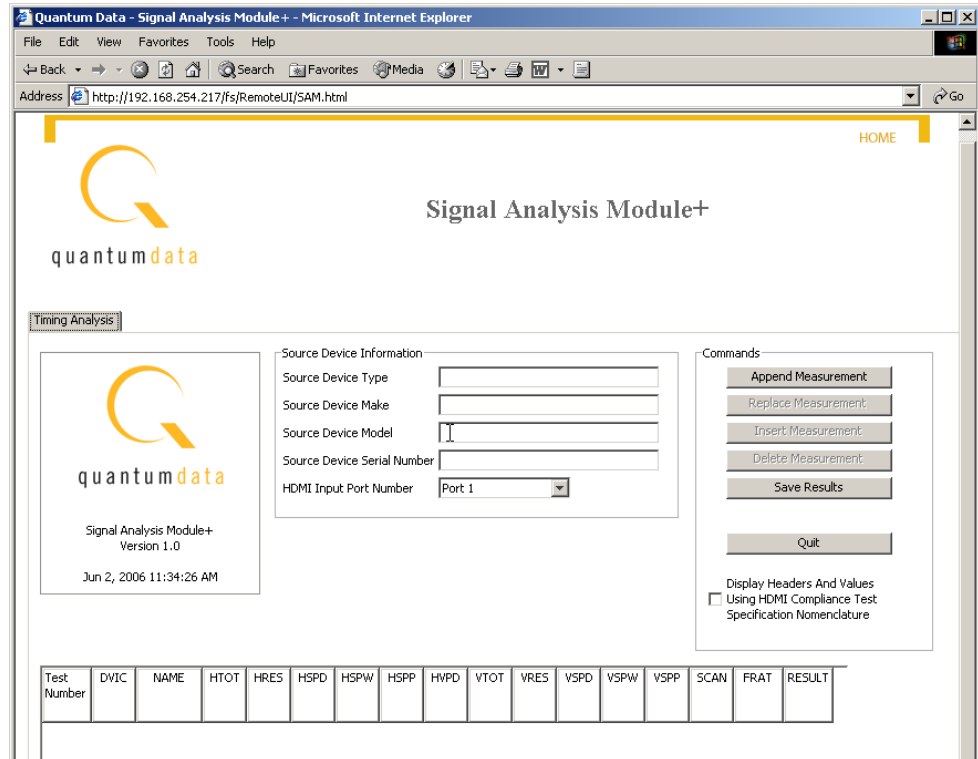 Quantum Data - Signal Analysis Module+ - Microsoft Internet Explorer
File Edit View Favorites Tools Help
Back Search Favorites Media
Address http://192.168.254.217/fs/RemoteUI/SAM.html Go
HOME
quantumdata
Signal Analysis Module+
Timing Analysis
quantumdata
Signal Analysis Module+
Version 1.0
Jun 2, 2006 11:34:26 AM
Source Device Information
Source Device Type
Source Device Make
Source Device Model
Source Device Serial Number
HDMI Input Port Number Port 1
Commands
Append Measurement
Replace Measurement
Insert Measurement
Delete Measurement
Save Results
Quit
Display Headers And Values
Using HDMI Compliance Test
Specification Nomenclature
Test DVIC NAME HTOT HRES HSPD HSPW HSPP HVPD VTOT VRES VSPD VSPW VSPP SCAN FRAT RESULT
Number